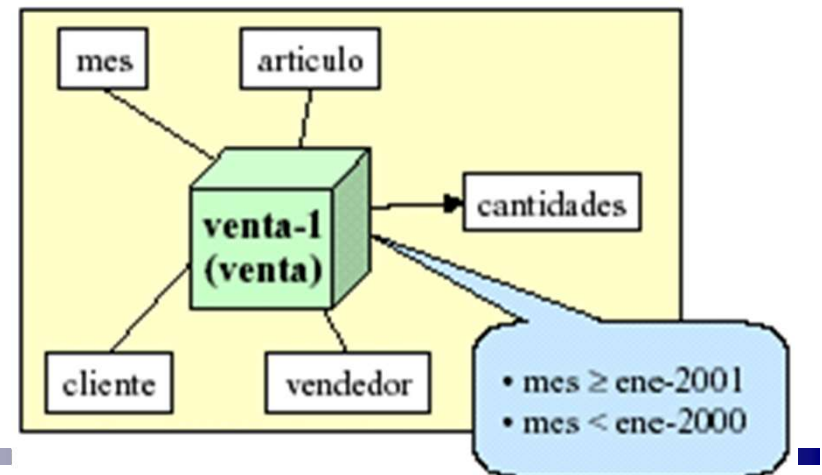 mes
articulo
venta-1
(venta)
cantidades
cliente
vendedor
• mes ≥ ene-2001
• mes < ene-2000